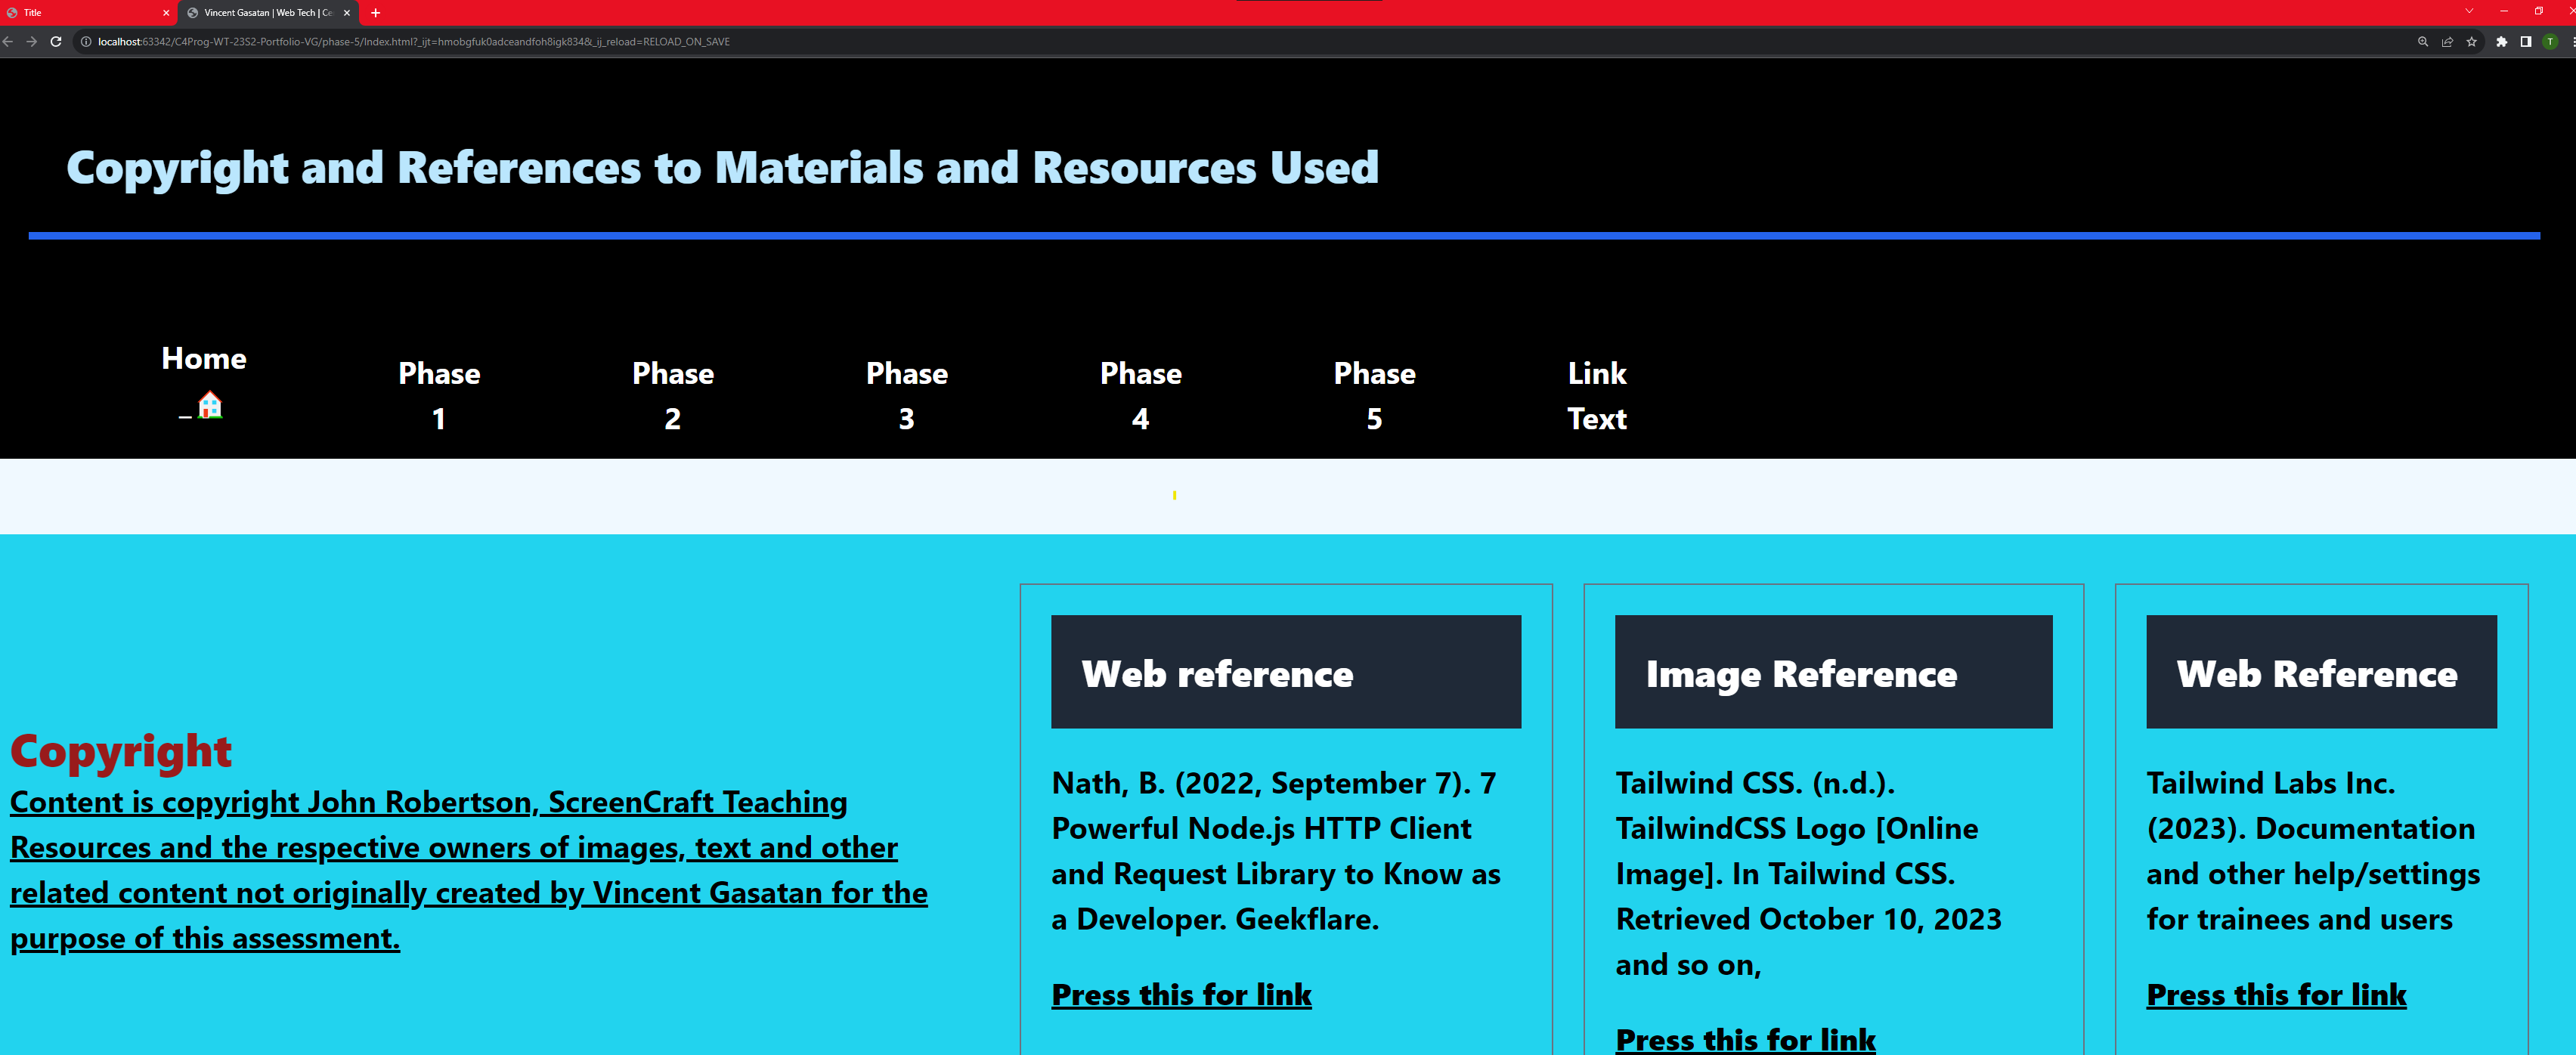 Title
Vincent Gasatan | Web Tech | Ce
localhost:63342/C4Prog-WT-23S2-Portfolio-VG/phase-5/Index.html?_ijt=hmobgfuk0adceandfoh8igk834&_ij_reload=RELOAD_ON_SAVE
T
Copyright and References to Materials and Resources Used
Home
_🏠
Phase
1
Phase
2
Phase
3
Phase
4
Phase
5
Link
Text
Copyright
Content is copyright John Robertson, ScreenCraft Teaching
Resources and the respective owners of images, text and other
related content not originally created by Vincent Gasatan for the
purpose of this assessment.
Web reference
Nath, B. (2022, September 7). 7
Powerful Node.js HTTP Client
and Request Library to Know as
a Developer. Geekflare.
Press this for link
Image Reference
Tailwind CSS. (n.d.).
TailwindCSS Logo [Online
Image]. In Tailwind CSS.
Retrieved October 10, 2023
and so on,
Press this for link
Web Reference
Tailwind Labs Inc.
(2023). Documentation
and other help/settings
for trainees and users
Press this for link